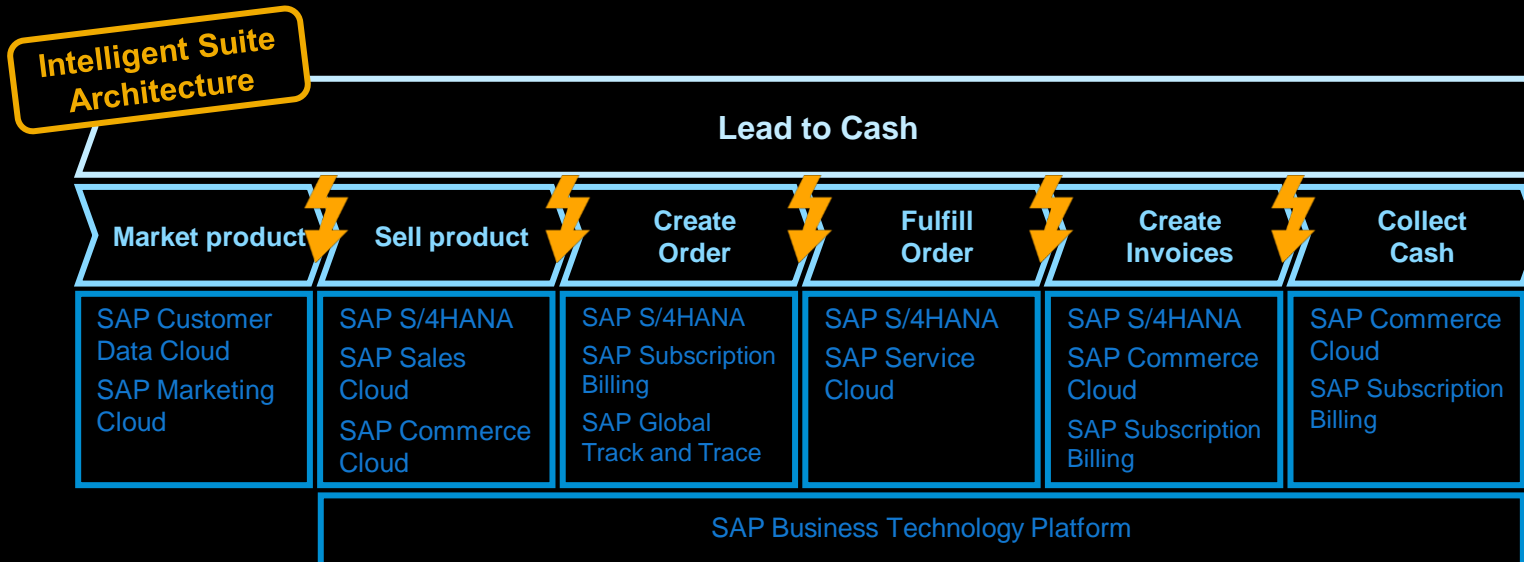 Intelligent Suite
Architecture
Lead to Cash
Market product
Sell product
Create
Order
Fulfill
Order
Create
Invoices
Collect
Cash
SAP Customer
Data Cloud
SAP Marketing
Cloud
SAP S/4HANA
SAP Sales
Cloud
SAP Commerce
Cloud
SAP S/4HANA
SAP Subscription
Billing
SAP Global
Track and Trace
SAP S/4HANA
SAP Service
Cloud
SAP S/4HANA
SAP Commerce
Cloud
SAP Subscription
Billing
SAP Commerce
Cloud
SAP Subscription
Billing
SAP Business Technology Platform